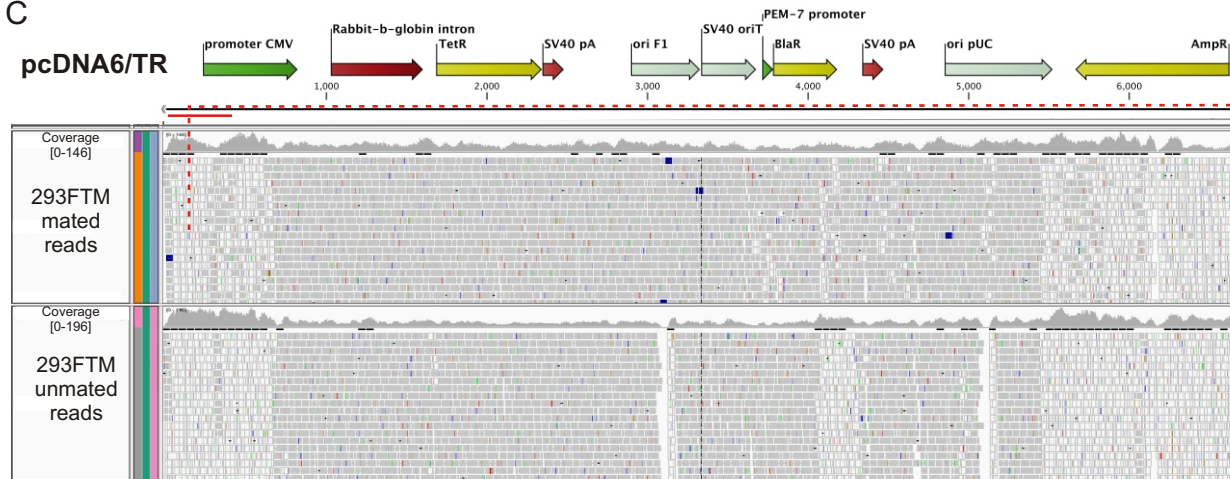 C
PEM-7 promoter
Rabbit-b-globin intron
SV40 oriT
pcDNA6/TR
promoter CMV
TetR
SV40 pA
ori F1
BlaR
SV40 pA
ori pUC
AmpR
1,000
2,000
3,000
4,000
5,000
6,000
Coverage
[0-146]
293FTM
mated
reads
Coverage
[0-196]
293FTM
unmated
reads